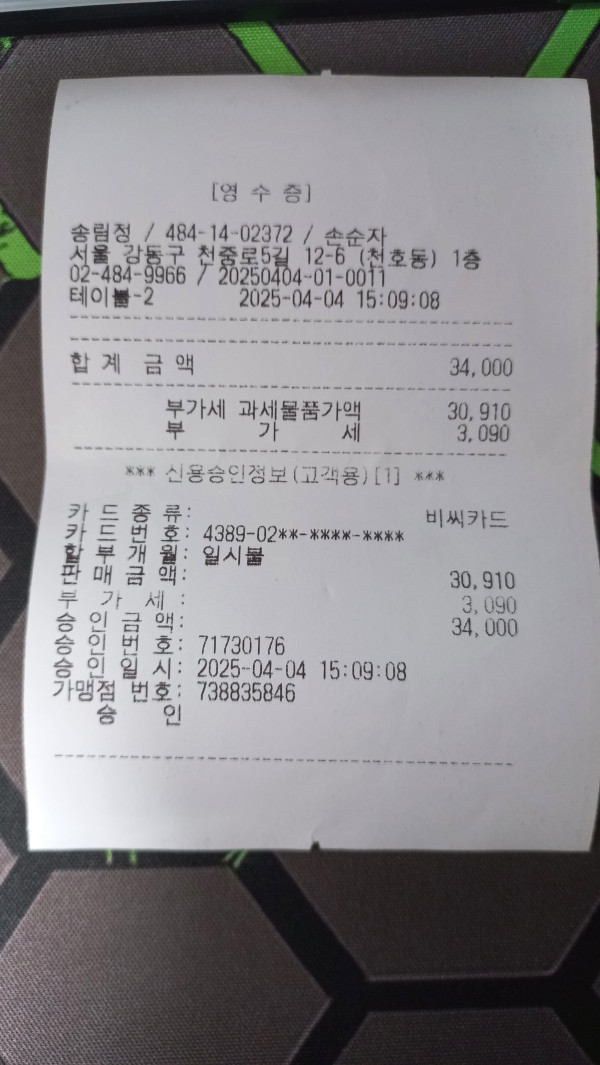 [영 수 증]
송림정 / 484-14-02372 / 손순자
서울 강동구 천중로5길 12-6 (천호동) 1층
02-484-9966 / 20250404-01-0011
테이블-2 2025-04-04 15:09:08
합 계 금 액 34,000
부가세 과세물품가액 30,910
부 가 세 3,090
*** 신용승인정보(고객용)[1] ***
카 드 종 류: 비씨카드
카 드 번 호: 4389-02**-****-****
할 부 개 월: 일시불
판 매 금 액: 30,910
부 가 세 : 3,090
승 인 금 액: 34,000
승 인 번 호: 71730176
승 인 일 시: 2025-04-04 15:09:08
가맹점 번호: 738835846
승 인